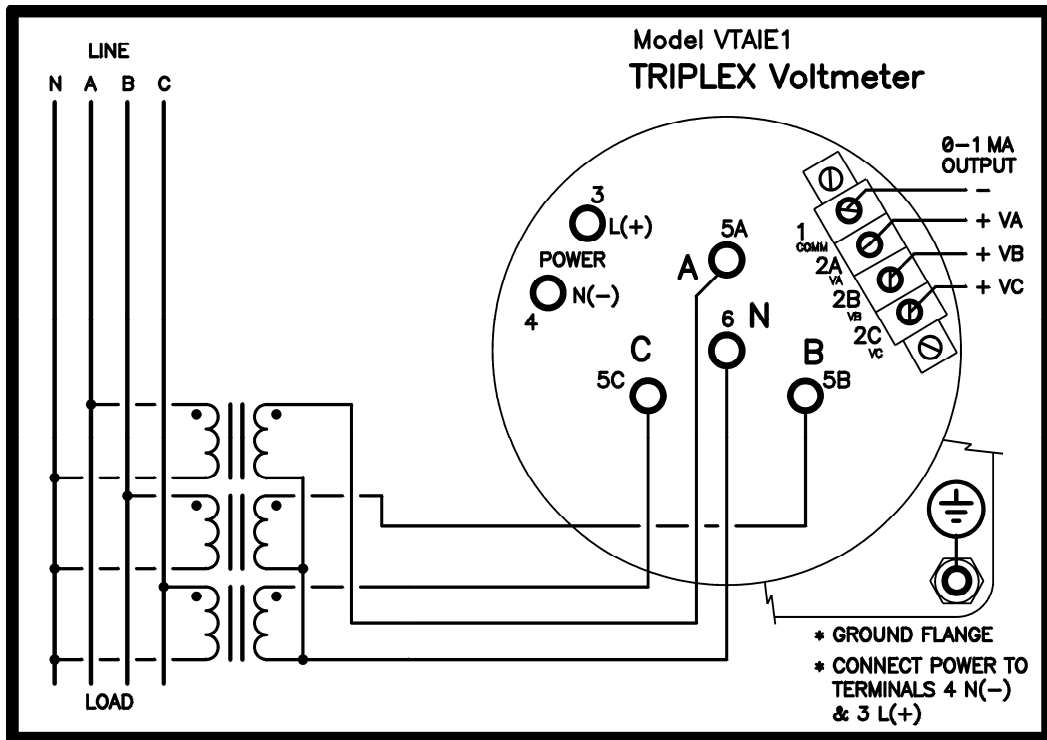 Model VTAIE1
TRIPLEX Voltmeter
LINE
N A B C
0-1 MA
OUTPUT
-
+ VA
+ VB
+ VC
3
L(+)
POWER
N(-)
4
5A
A
6 N
C
5C
B
5B
1
COMM
2A
VA
2B
VB
2C
VC
LOAD
* GROUND FLANGE
* CONNECT POWER TO
TERMINALS 4 N(-)
& 3 L(+)